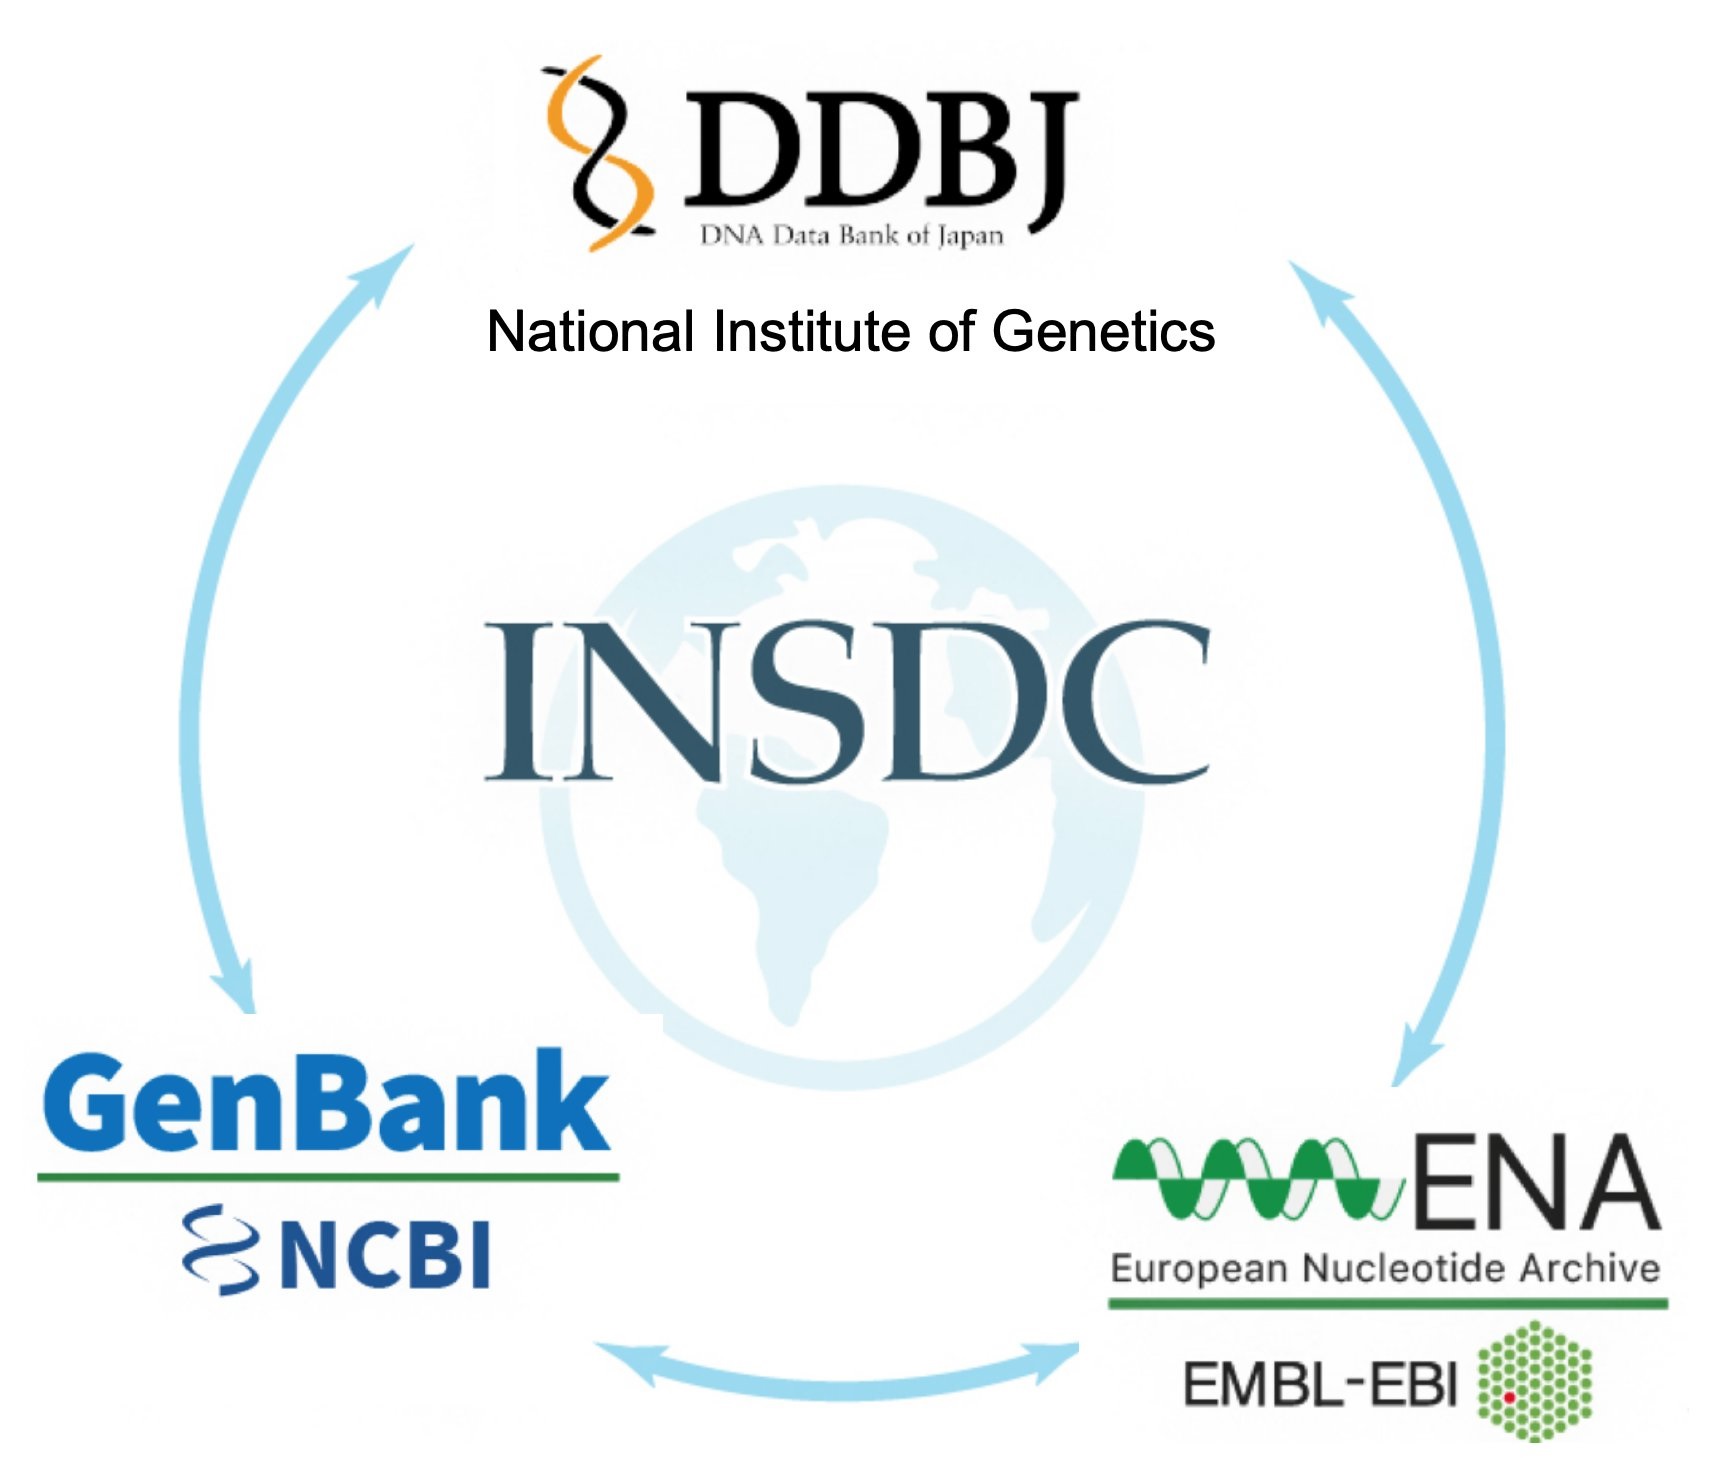 DDBJ
DNA Data Bank of Japan
National Institute of Genetics
INSDC
GenBank
NCBI
ENA
European Nucleotide Archive
EMBL-EBI